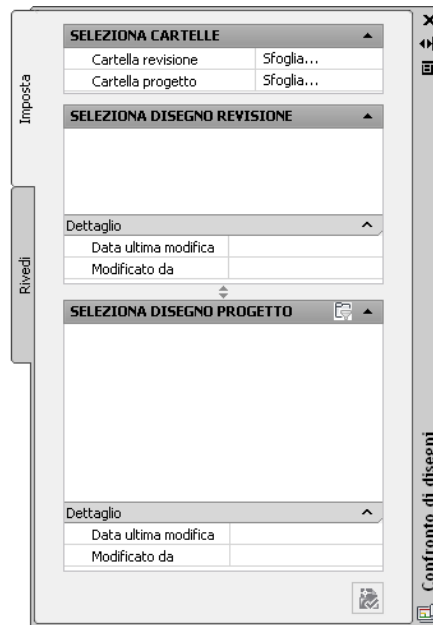 Imposta
Rivedi
SELEZIONA CARTELLE
Cartella revisione Sfoglia...
Cartella progetto Sfoglia...
SELEZIONA DISEGNO REVISIONE
Dettaglio
Data ultima modifica
Modificato da
SELEZIONA DISEGNO PROGETTO
Dettaglio
Data ultima modifica
Modificato da
Confronto di disegni